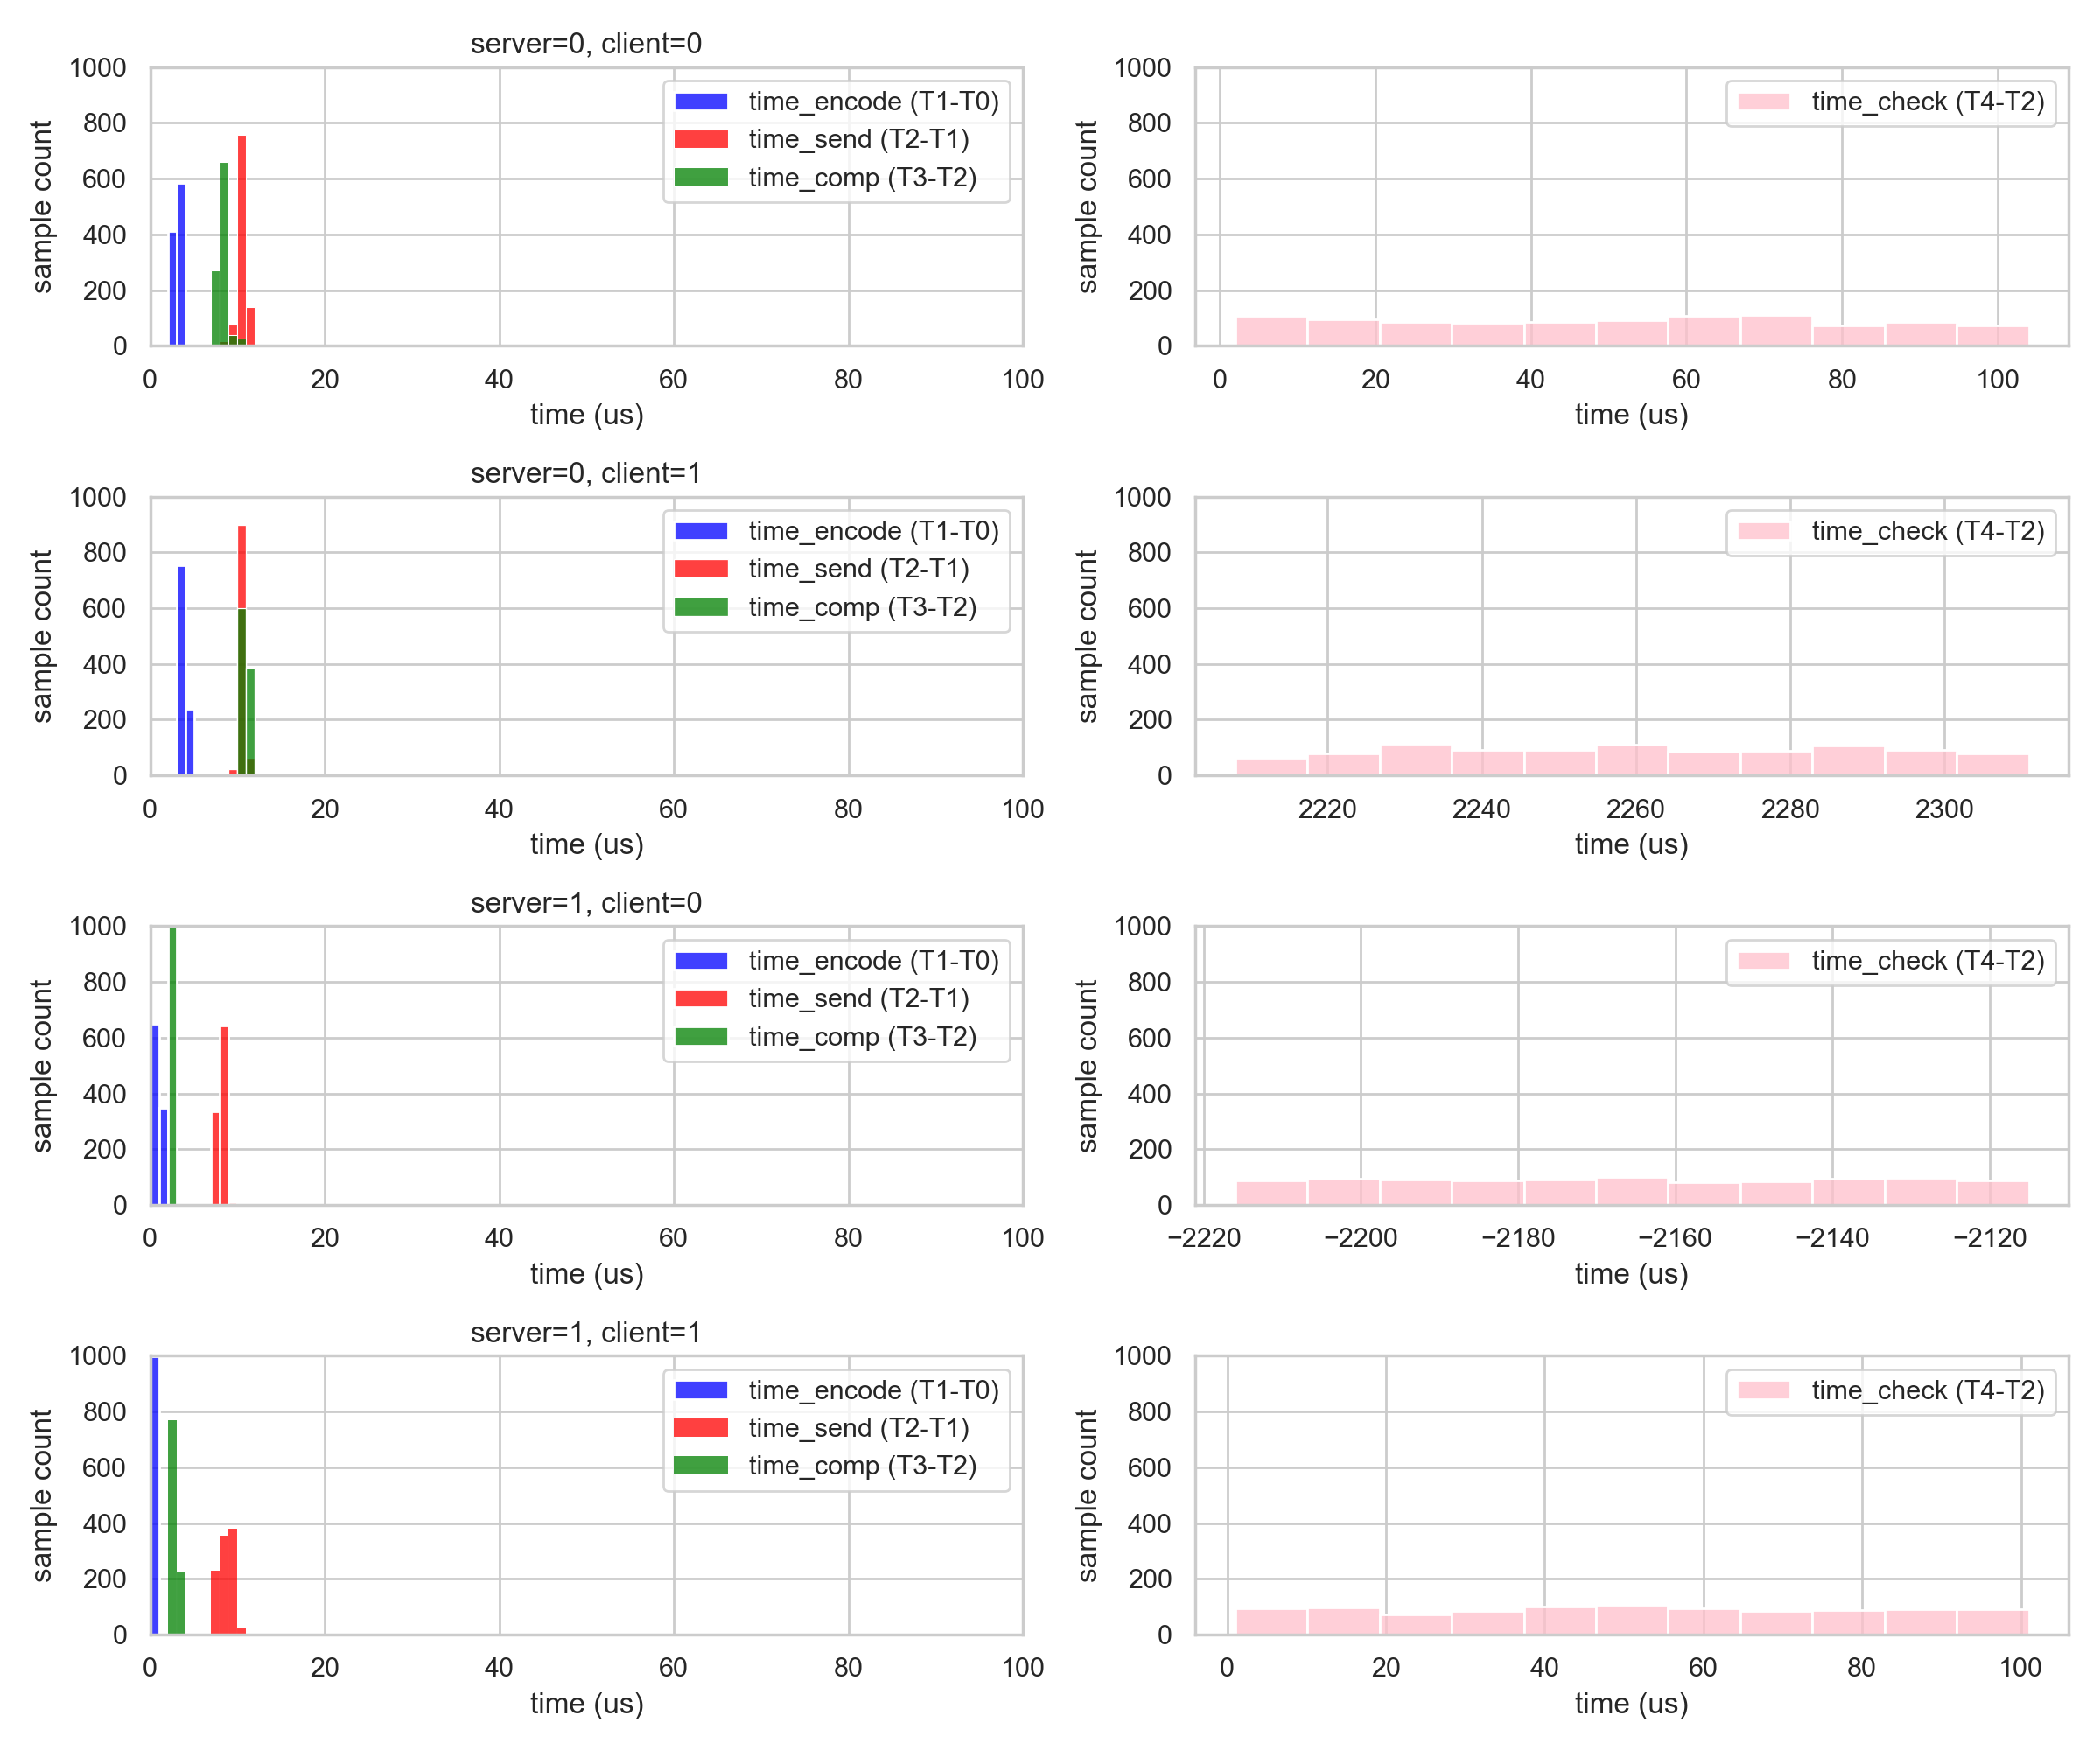 server=0, client=0
1000
800
600
400
200
0
sample count
time_encode (T1-T0)
time_send (T2-T1)
time_comp (T3-T2)
0 20 40 60 80 100
time (us)
1000
800
600
400
200
0
sample count
time_check (T4-T2)
0 20 40 60 80 100
time (us)
server=0, client=1
1000
800
600
400
200
0
sample count
time_encode (T1-T0)
time_send (T2-T1)
time_comp (T3-T2)
0 20 40 60 80 100
time (us)
1000
800
600
400
200
0
sample count
time_check (T4-T2)
2220 2240 2260 2280 2300
time (us)
server=1, client=0
1000
800
600
400
200
0
sample count
time_encode (T1-T0)
time_send (T2-T1)
time_comp (T3-T2)
0 20 40 60 80 100
time (us)
1000
800
600
400
200
0
sample count
time_check (T4-T2)
−2220 −2200 −2180 −2160 −2140 −2120
time (us)
server=1, client=1
1000
800
600
400
200
0
sample count
time_encode (T1-T0)
time_send (T2-T1)
time_comp (T3-T2)
0 20 40 60 80 100
time (us)
1000
800
600
400
200
0
sample count
time_check (T4-T2)
0 20 40 60 80 100
time (us)